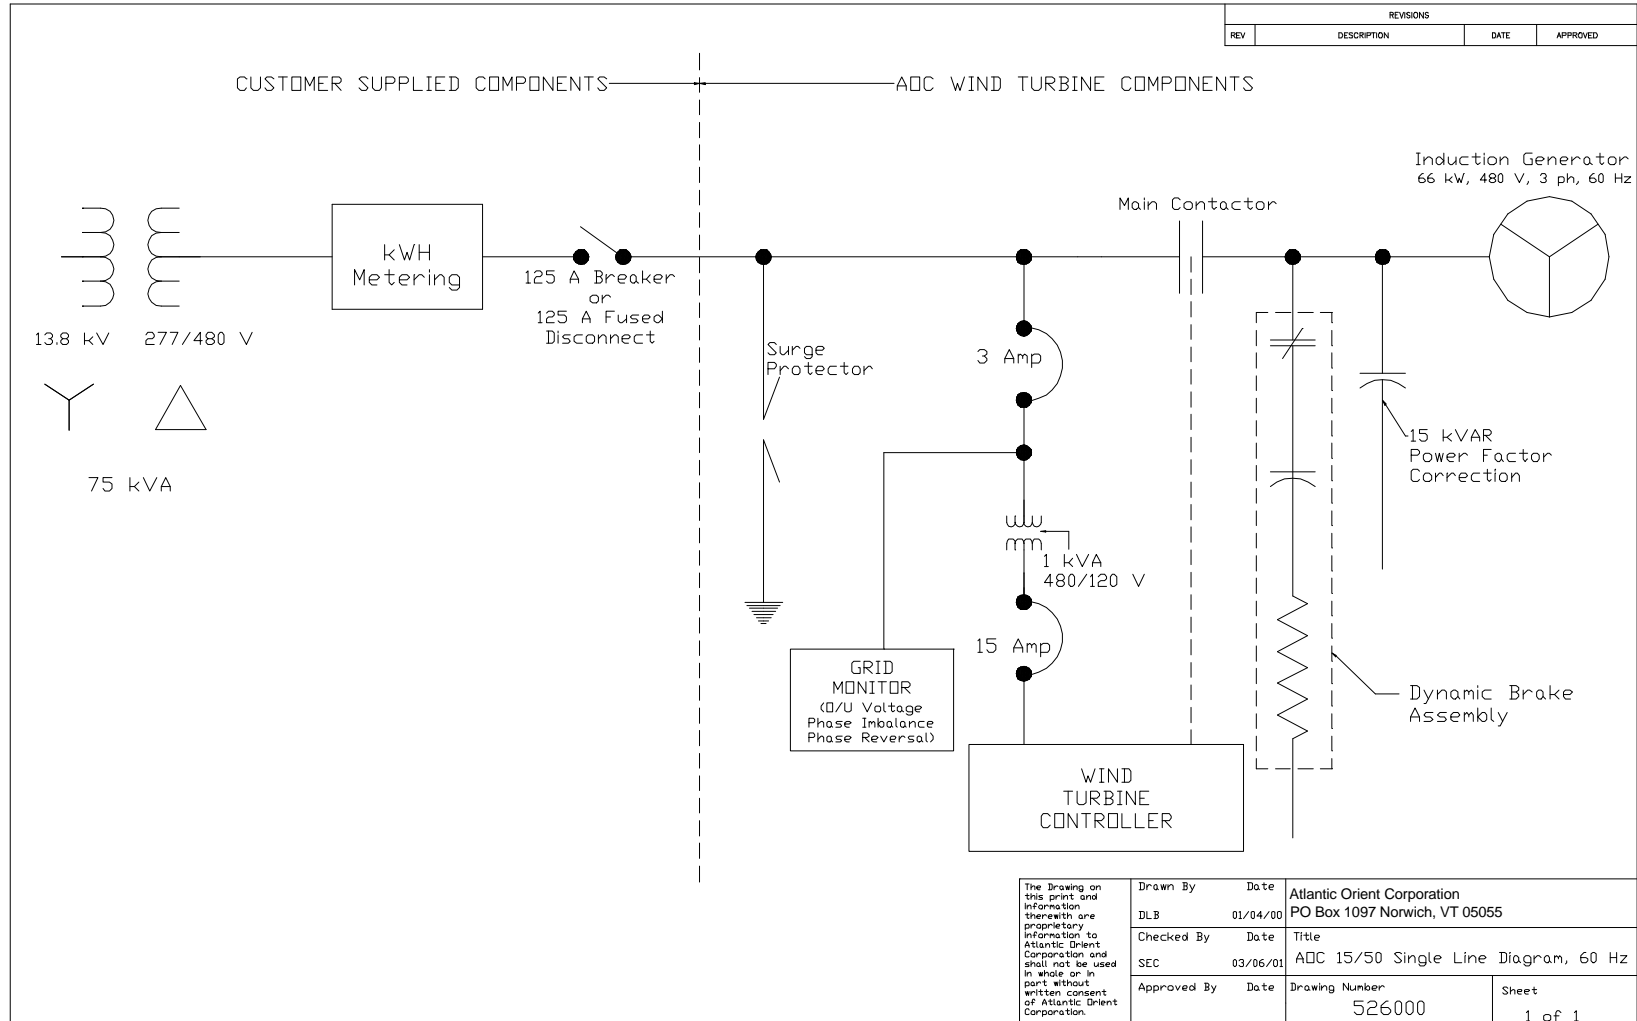 REVISIONS
REV DESCRIPTION DATE APPROVED
CUSTOMER SUPPLIED COMPONENTS
AOC WIND TURBINE COMPONENTS
Induction Generator
66 kW, 480 V, 3 ph, 60 Hz
Main Contactor
kWH
Metering
125 A Breaker
or
125 A Fused
Disconnect
13.8 kV
277/480 V
75 kVA
Surge
Protector
3 Amp
1 kVA
480/120 V
15 Amp
15 kVAR
Power Factor
Correction
GRID
MONITOR
(O/U Voltage
Phase Imbalance
Phase Reversal)
Dynamic Brake
Assembly
WIND
TURBINE
CONTROLLER
The Drawing on
this print and
information
therewith are
proprietary
information to
Atlantic Orient
Corporation and
shall not be used
in whole or in
part without
written consent
of Atlantic Orient
Corporation.
Drawn By Date
DLB 01/04/00
Checked By Date
SEC 03/06/01
Approved By Date
Atlantic Orient Corporation
PO Box 1097 Norwich, VT 05055
Title
AOC 15/50 Single Line Diagram, 60 Hz
Drawing Number
526000
Sheet
1 of 1